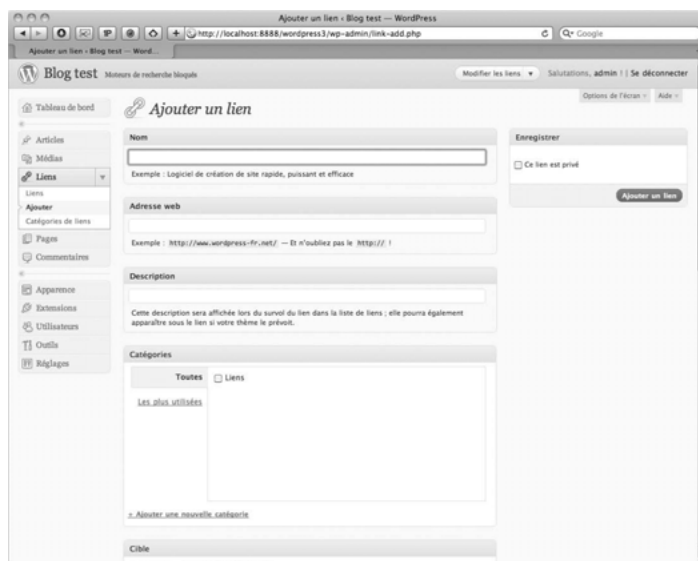 Ajouter un lien ‹ Blog test — WordPress
http://localhost:8888/wordpress3/wp-admin/link-add.php
Google
Ajouter un lien ‹ Blog test — Word...
Blog test Moteurs de recherche bloqués
Modifier les liens
Salutations, admin ! | Se déconnecter
Options de l'écran
Aide
Tableau de bord
Articles
Médias
Liens
Liens
Ajouter
Catégories de liens
Pages
Commentaires
Apparence
Extensions
Utilisateurs
Outils
Réglages
Ajouter un lien
Nom
Exemple : Logiciel de création de site rapide, puissant et efficace
Adresse web
Exemple : http://www.wordpress-fr.net/ — Et n'oubliez pas le http:// !
Description
Cette description sera affichée lors du survol du lien dans la liste de liens ; elle pourra également
apparaître sous le lien si votre thème le prévoit.
Catégories
Toutes
Liens
Les plus utilisées
+ Ajouter une nouvelle catégorie
Cible
Enregistrer
Ce lien est privé
Ajouter un lien